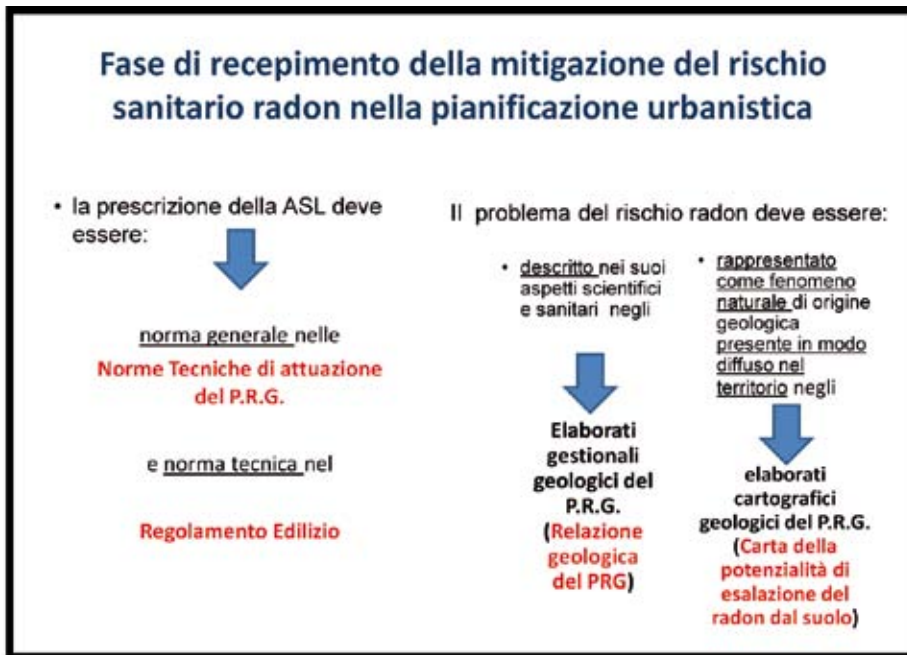 Fase di recepimento della mitigazione del rischio
sanitario radon nella pianificazione urbanistica
• la prescrizione della ASL deve
essere:
norma generale nelle
Norme Tecniche di attuazione
del P.R.G.
e norma tecnica nel
Regolamento Edilizio
Il problema del rischio radon deve essere:
• descritto nei suoi
aspetti scientifici
e sanitari negli
Elaborati
gestionali
geologici del
P.R.G.
(Relazione
geologica
del PRG)
• rappresentato
come fenomeno
naturale di origine
geologica
presente in modo
diffuso nel
territorio negli
elaborati
cartografici
geologici del P.R.G.
(Carta della
potenzialità di
esalazione del
radon dal suolo)